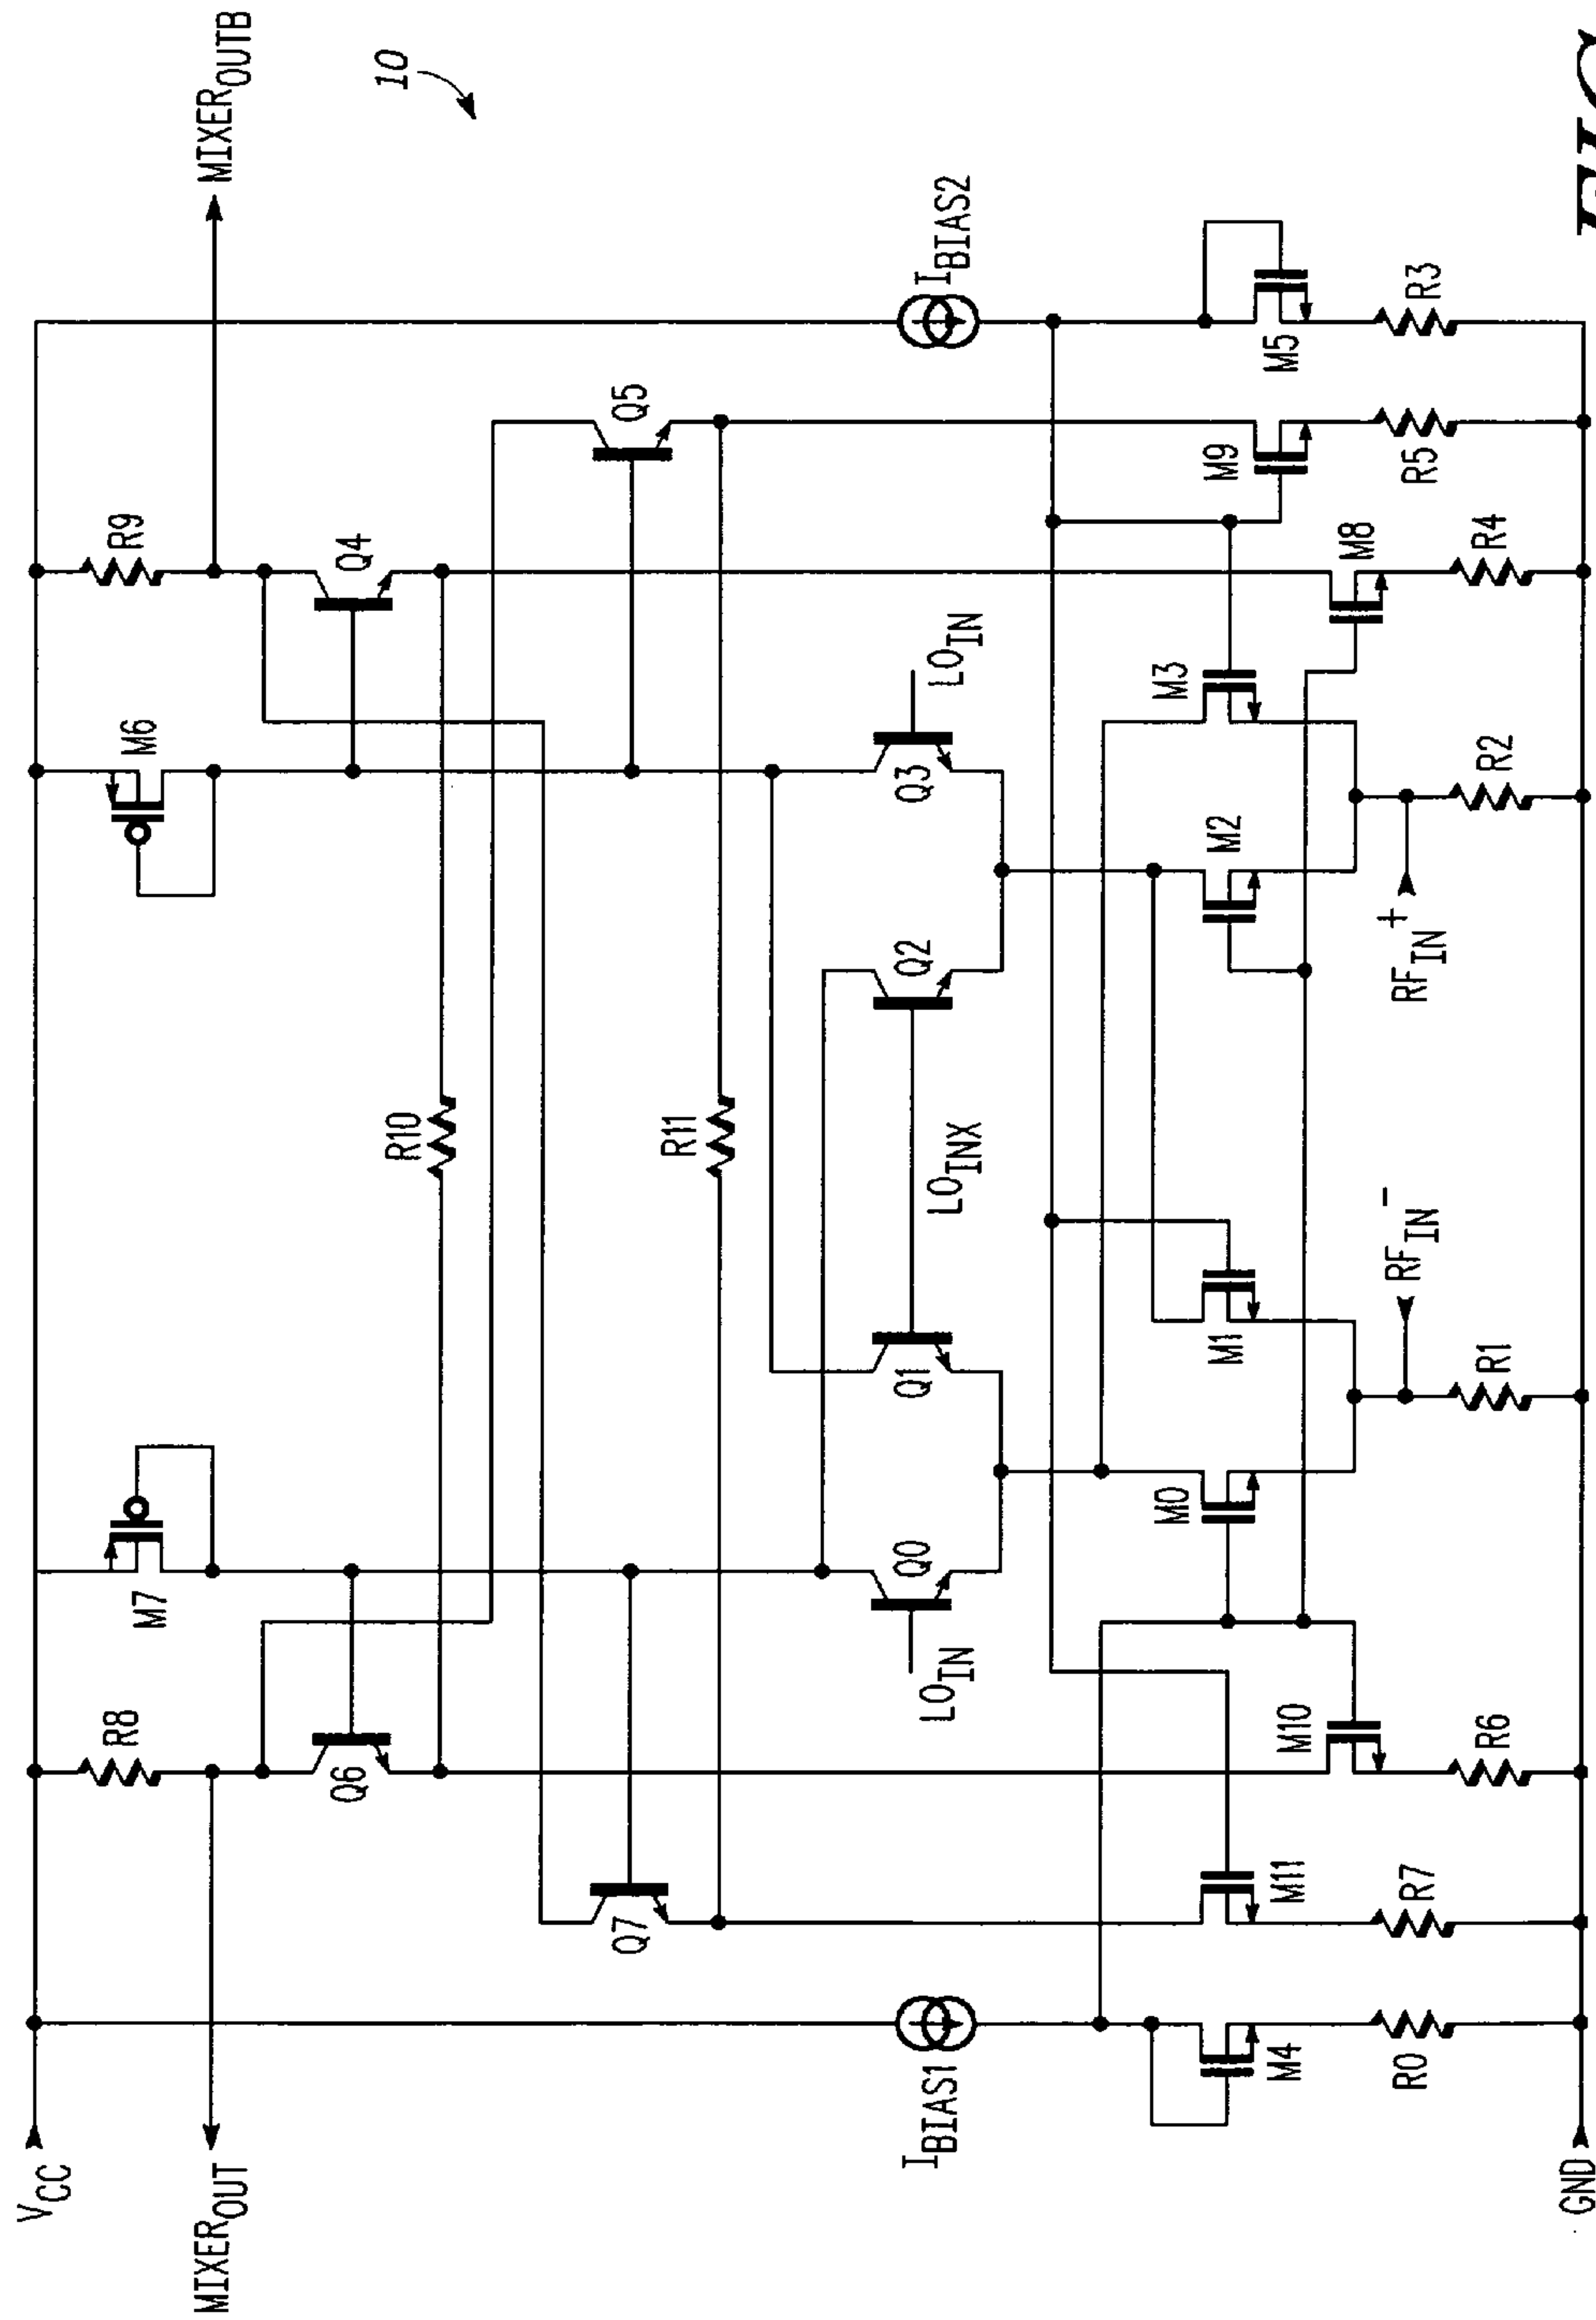 V_CC
R8 M7 M6 R9
MIXER_OUT MIXER_OUTB
Q6 Q4
10
R10
Q7 Q5
R11
Q0 Q1 Q2 Q3
LO_IN LO_INX LO_IN
I_BIAS1 I_BIAS2
M0 M1 M2 M3 M9
M4 M11 M10 M8 M5
RF_IN^- RF_IN^+
R0 R7 R5 R3
R6 R1 R2 R4
GND